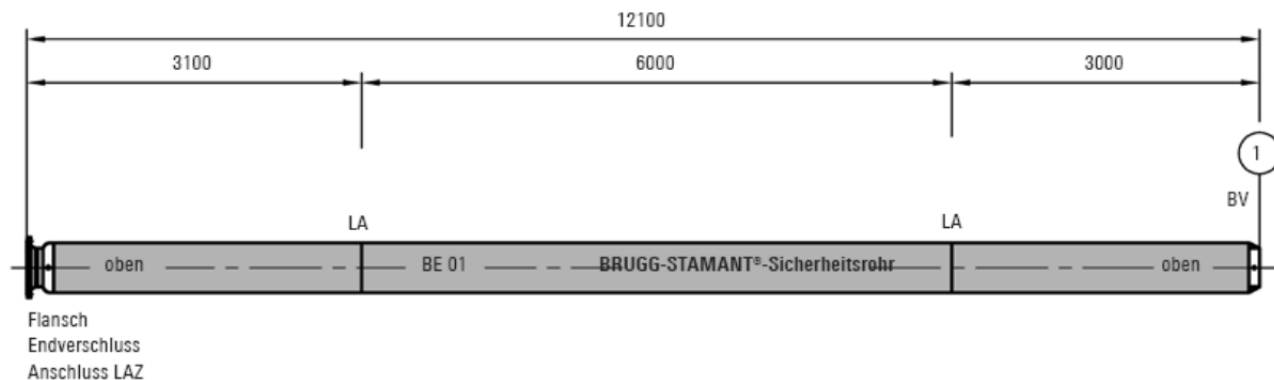 12100
3100 6000 3000
1
BV
LA LA
oben BE 01 BRUGG-STAMANT®-Sicherheitsrohr oben
Flansch
Endverschluss
Anschluss LAZ